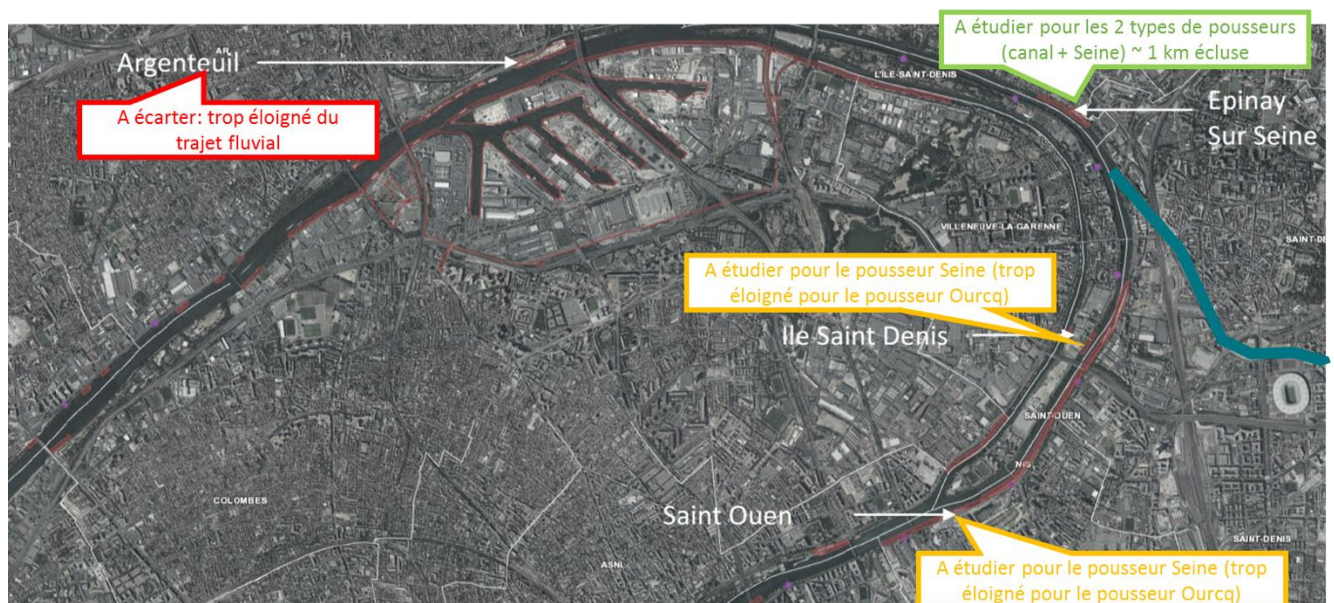 A étudier pour les 2 types de pousseurs
(canal + Seine) ~ 1 km écluse
Argenteuil
AR
A écarter: trop éloigné du
trajet fluvial
L'ILE-SAINT-DENIS
Epinay
Sur Seine
VILLENEUVE-LA-GARENNE
SAINT-DE
A étudier pour le pousseur Seine (trop
éloigné pour le pousseur Ourcq)
Ile Saint Denis
SAINT-OUEN
COLOMBES
Saint Ouen
SAINT-DENIS
ASNI
A étudier pour le pousseur Seine (trop
éloigné pour le pousseur Ourcq)